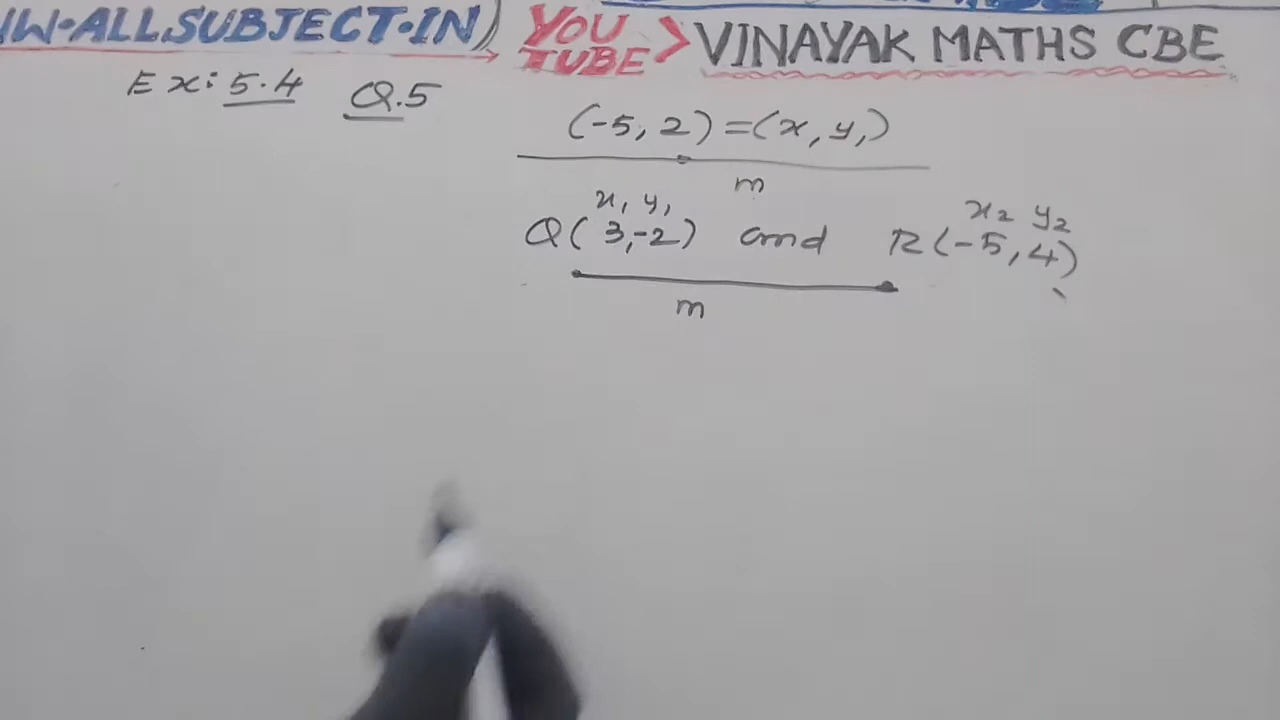 W.ALL.SUBJECT.IN) YOU TUBE > VINAYAK MATHS CBE
Ex: 5.4 Q.5
(-5, 2) = (x, y,)
m
x, y, x2 y2
Q(3,-2) and R(-5,4)
m